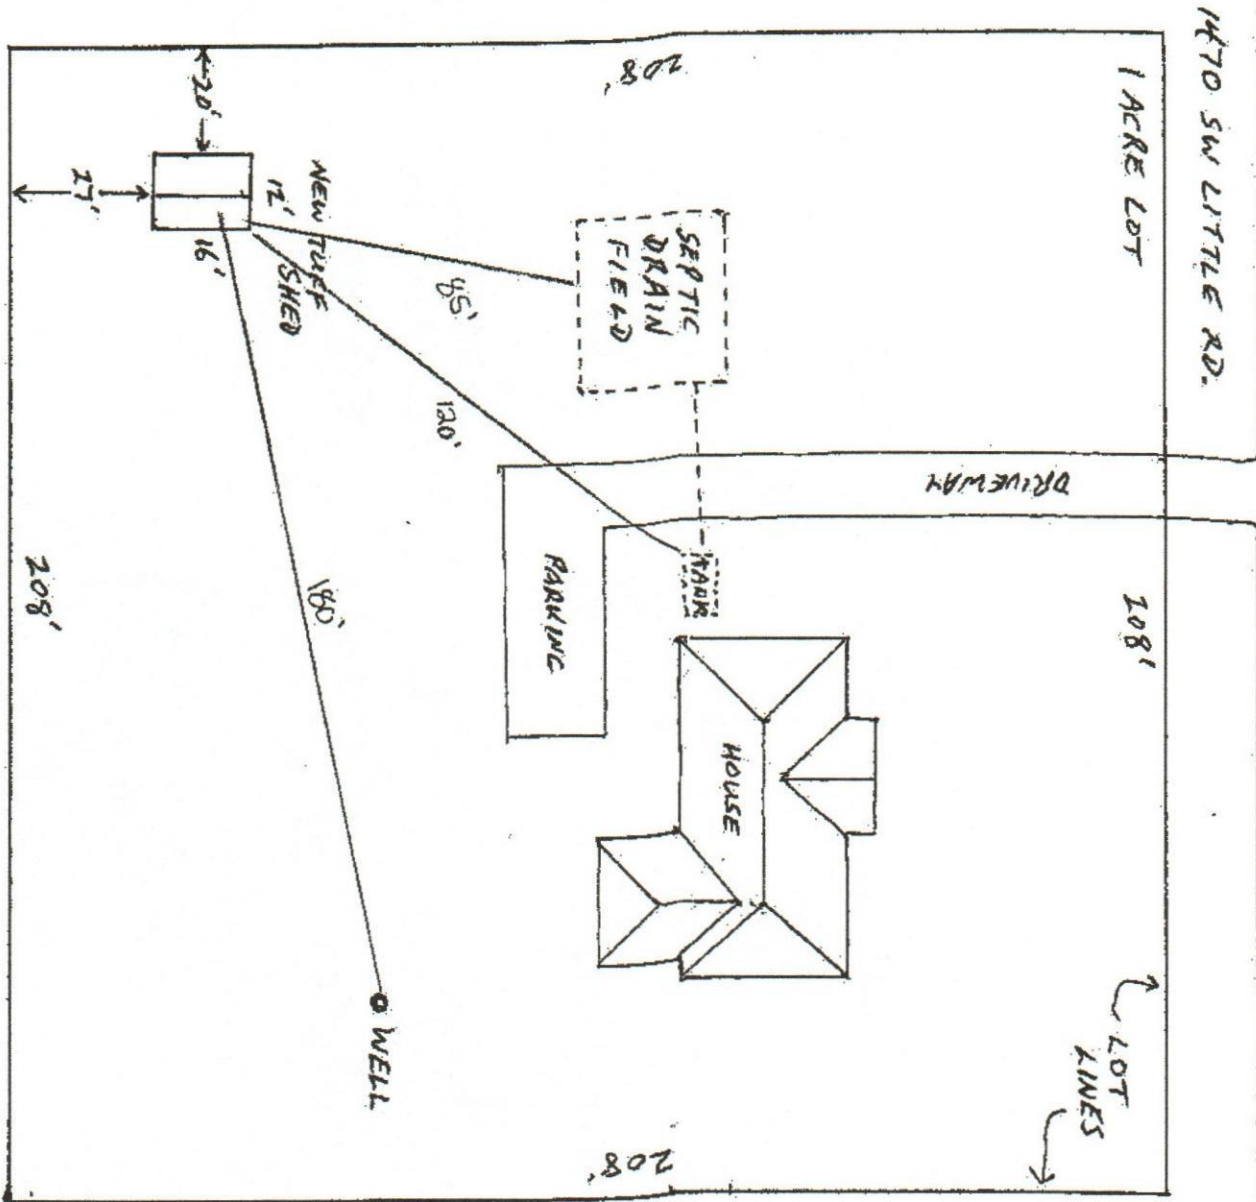 1470 SW LITTLE RD.
1 ACRE LOT
208'
208'
LOT
LINES
DRIVEWAY
SEPTIC
DRAIN
FIELD
TANK
HOUSE
PARKING
NEW TUFF
SHED
12'
16'
20'
27'
85'
120'
180'
WELL
208'
208'